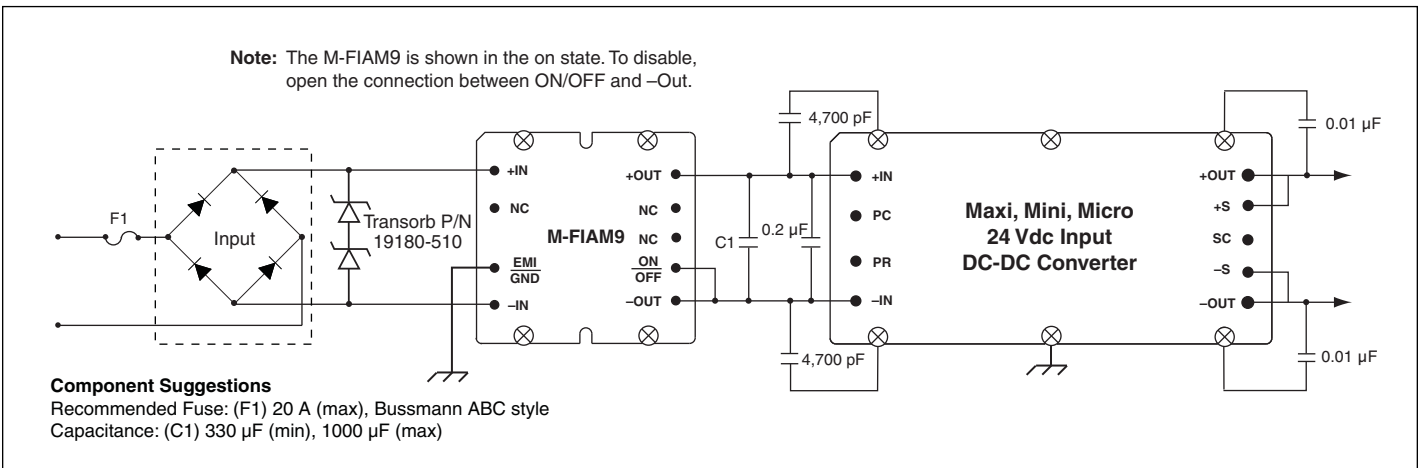 Note: The M-FIAM9 is shown in the on state. To disable,
open the connection between ON/OFF and –Out.
F1
Input
Transorb P/N
19180-510
+IN
NC
EMI
GND
–IN
M-FIAM9
+OUT
NC
NC
ON
OFF
–OUT
C1
0.2 µF
4,700 pF
4,700 pF
+IN
PC
PR
–IN
Maxi, Mini, Micro
24 Vdc Input
DC-DC Converter
+OUT
+S
SC
–S
–OUT
0.01 µF
0.01 µF
Component Suggestions
Recommended Fuse: (F1) 20 A (max), Bussmann ABC style
Capacitance: (C1) 330 µF (min), 1000 µF (max)